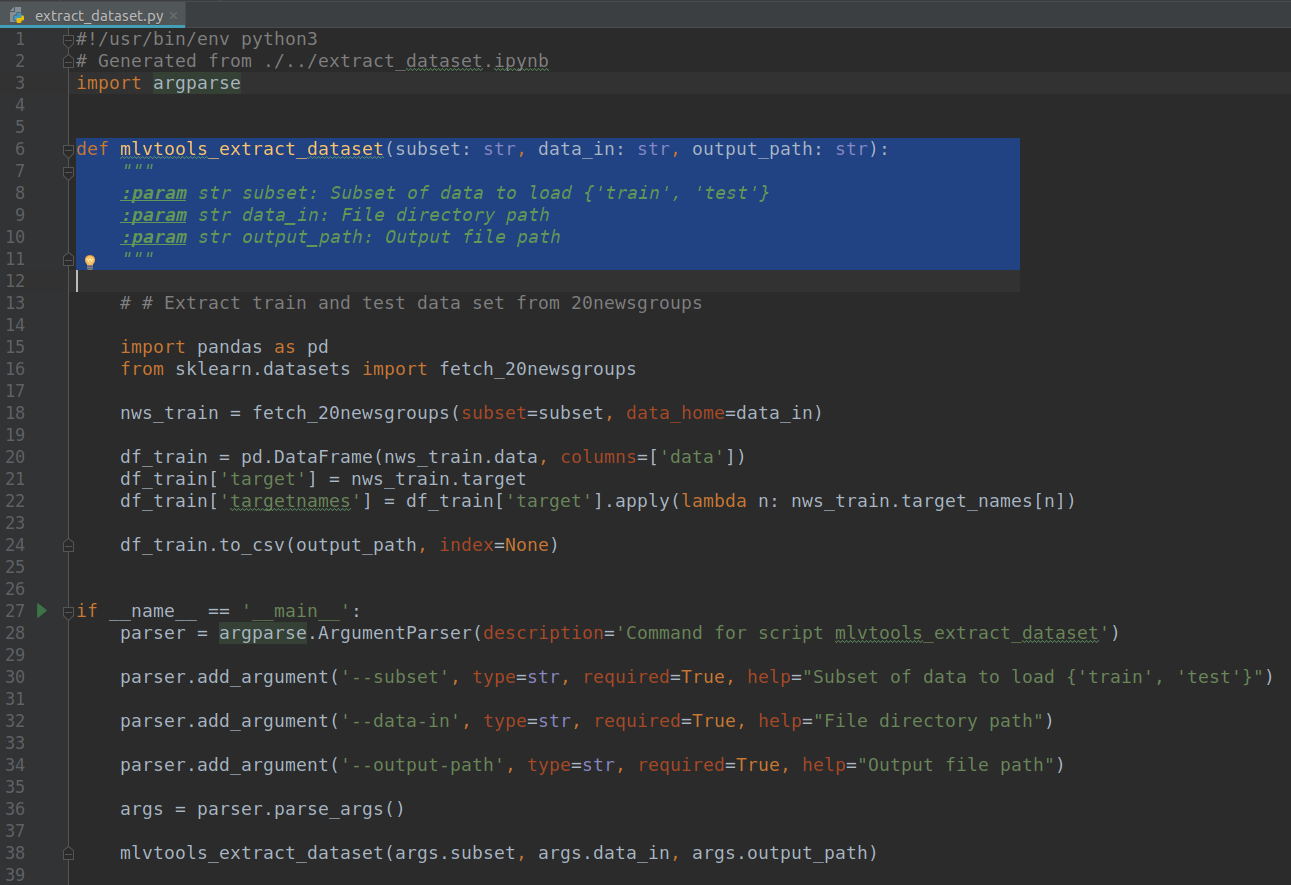 extract_dataset.py ×
1 #!/usr/bin/env python3
2 # Generated from ./../extract_dataset.ipynb
3 import argparse
4
5
6 def mlvtools_extract_dataset(subset: str, data_in: str, output_path: str):
7     """
8     :param str subset: Subset of data to load {'train', 'test'}
9     :param str data_in: File directory path
10     :param str output_path: Output file path
11     """
12
13     # # Extract train and test data set from 20newsgroups
14
15     import pandas as pd
16     from sklearn.datasets import fetch_20newsgroups
17
18     nws_train = fetch_20newsgroups(subset=subset, data_home=data_in)
19
20     df_train = pd.DataFrame(nws_train.data, columns=['data'])
21     df_train['target'] = nws_train.target
22     df_train['targetnames'] = df_train['target'].apply(lambda n: nws_train.target_names[n])
23
24     df_train.to_csv(output_path, index=None)
25
26
27 if __name__ == '__main__':
28     parser = argparse.ArgumentParser(description='Command for script mlvtools_extract_dataset')
29
30     parser.add_argument('--subset', type=str, required=True, help="Subset of data to load {'train', 'test'}")
31
32     parser.add_argument('--data-in', type=str, required=True, help="File directory path")
33
34     parser.add_argument('--output-path', type=str, required=True, help="Output file path")
35
36     args = parser.parse_args()
37
38     mlvtools_extract_dataset(args.subset, args.data_in, args.output_path)
39